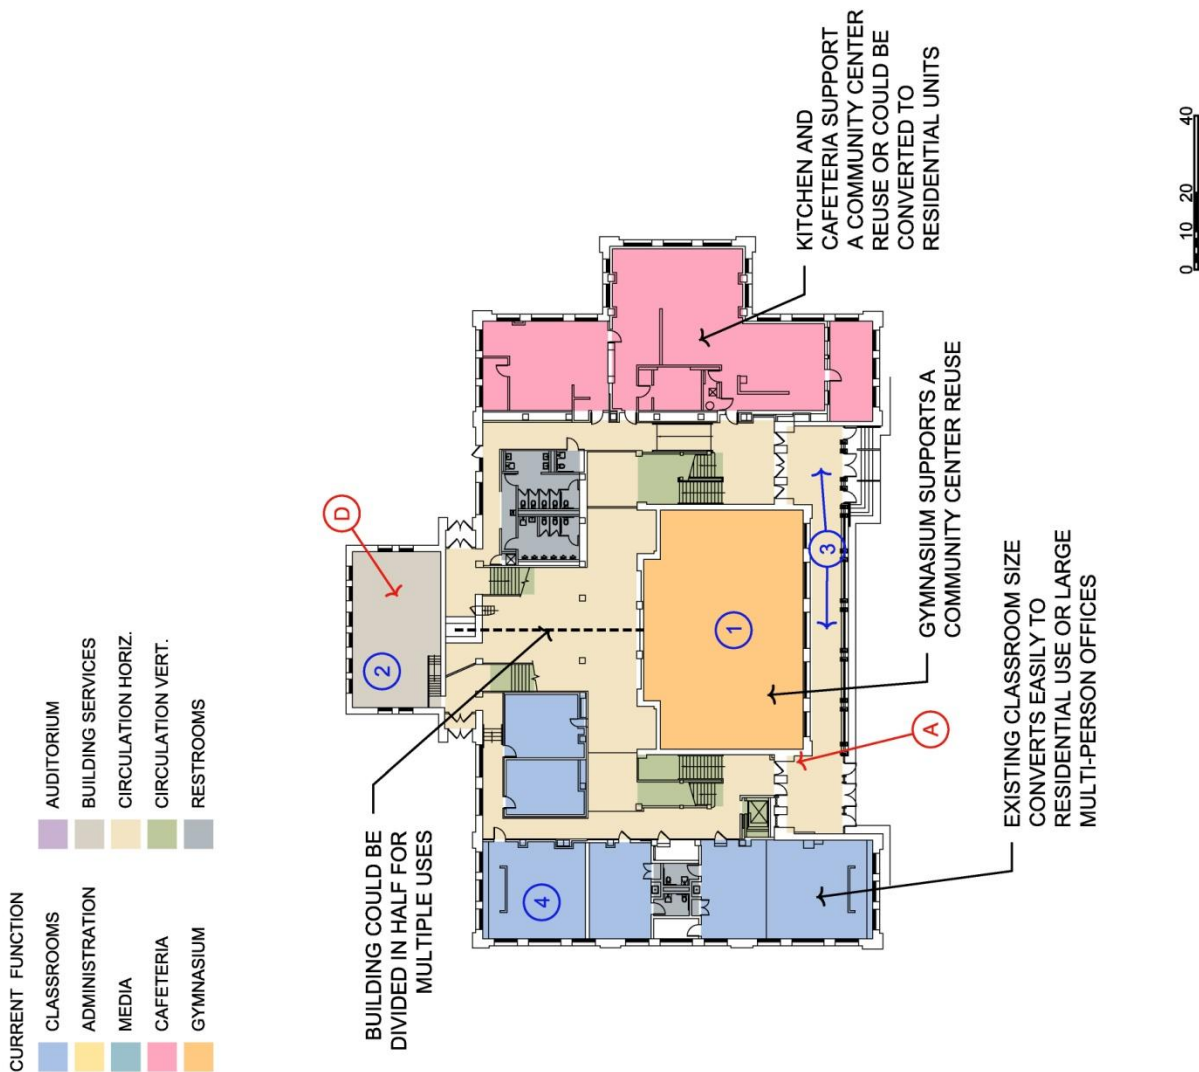 CURRENT FUNCTION
CLASSROOMS
ADMINISTRATION
MEDIA
CAFETERIA
GYMNASIUM
AUDITORIUM
BUILDING SERVICES
CIRCULATION HORIZ.
CIRCULATION VERT.
RESTROOMS
BUILDING COULD BE
DIVIDED IN HALF FOR
MULTIPLE USES
D
2
4
1
3
A
KITCHEN AND
CAFETERIA SUPPORT
A COMMUNITY CENTER
REUSE OR COULD BE
CONVERTED TO
RESIDENTIAL UNITS
GYMNASIUM SUPPORTS A
COMMUNITY CENTER REUSE
EXISTING CLASSROOM SIZE
CONVERTS EASILY TO
RESIDENTIAL USE OR LARGE
MULTI-PERSON OFFICES
0 10 20 40